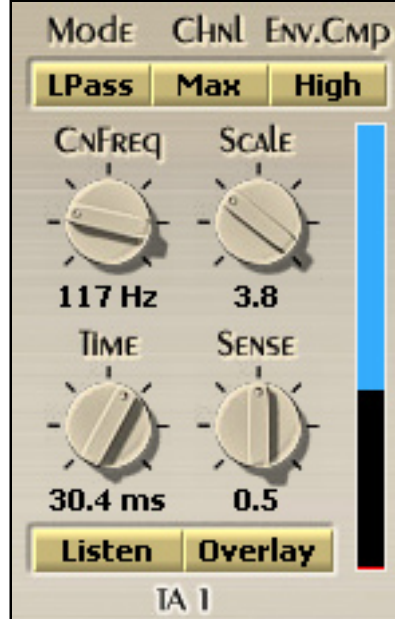 Mode Chnl Env.Cmp
LPass Max High
CnFreq Scale
117 Hz 3.8
Time Sense
30.4 ms 0.5
Listen Overlay
TA 1